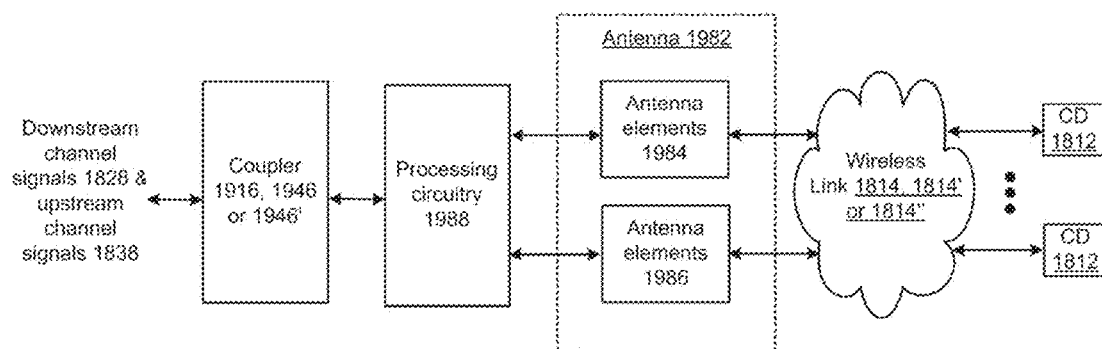 Downstream
channel
signals 1828 &
upstream
channel
signals 1838
Coupler
1916, 1946
or 1946'
Processing
circuitry
1988
Antenna 1982
Antenna
elements
1984
Antenna
elements
1986
Wireless
Link 1814, 1814'
or 1814"
CD
1812
CD
1812